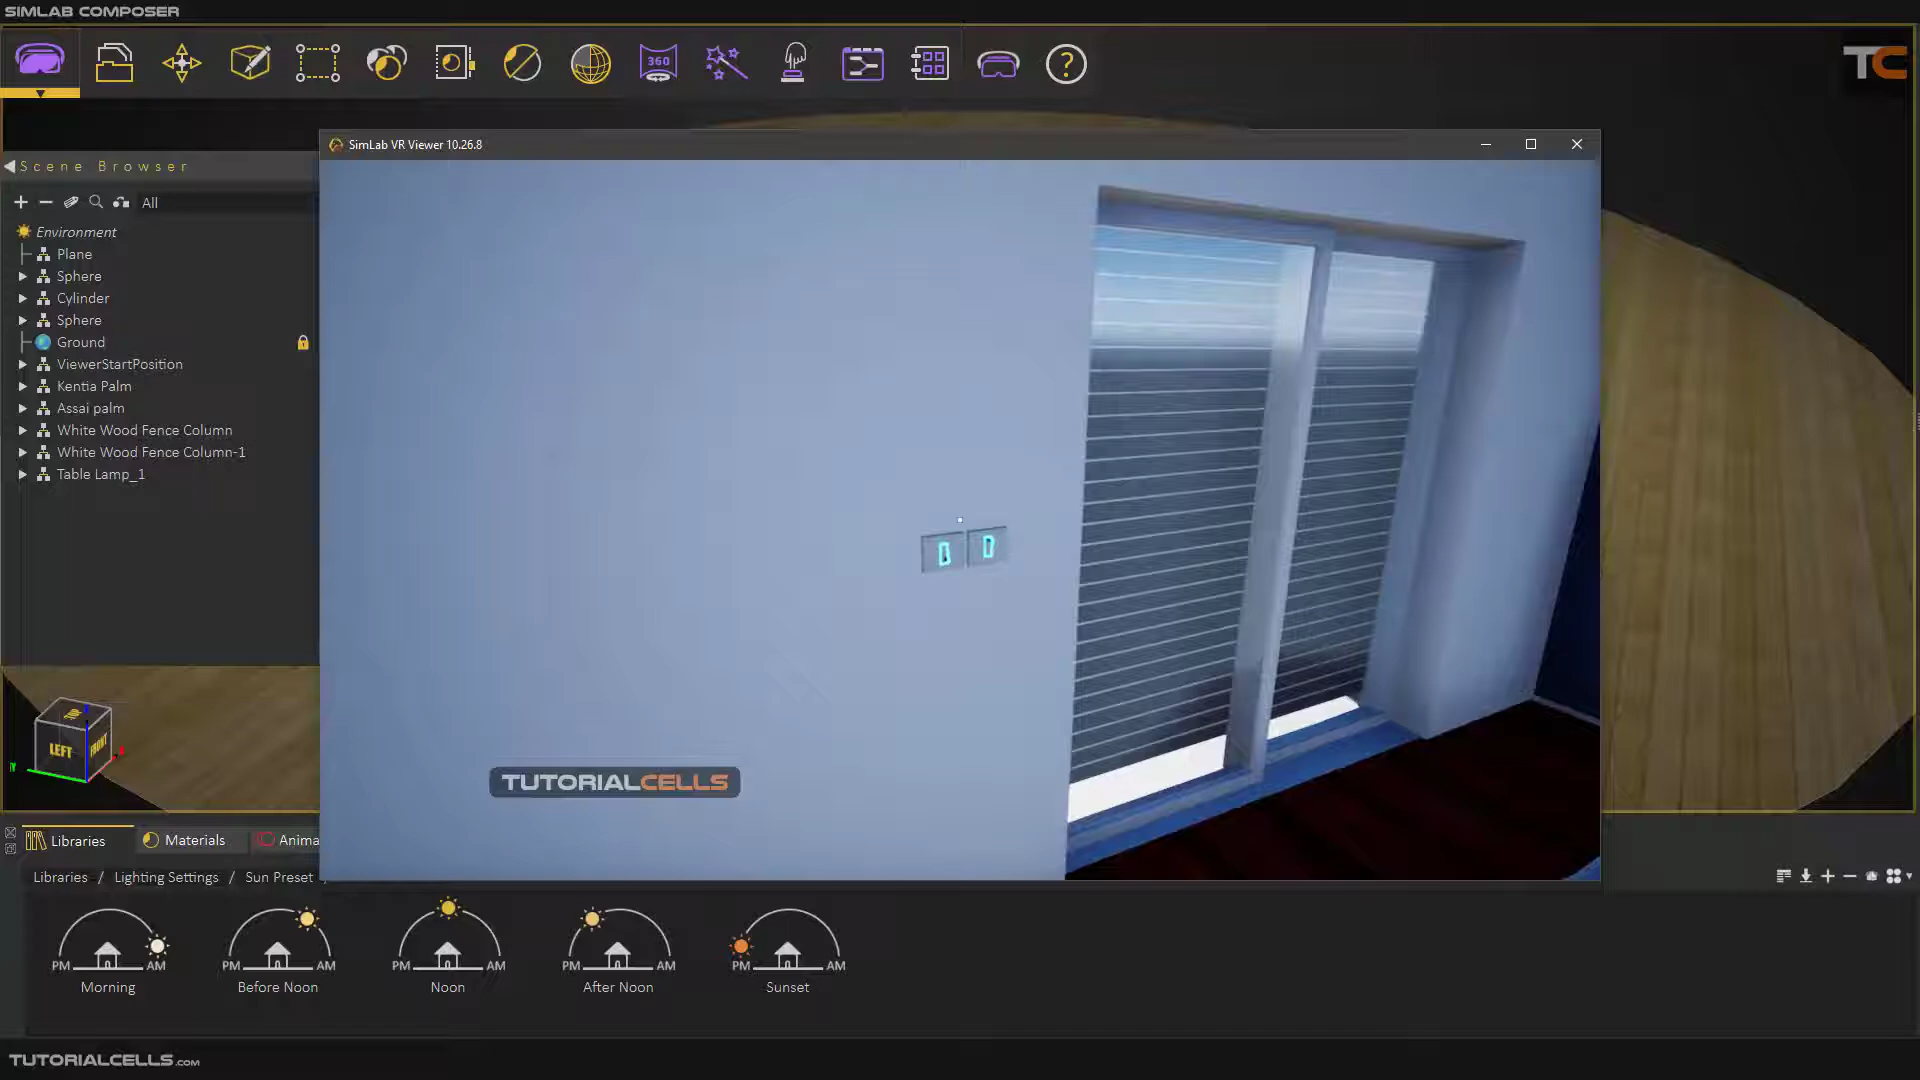 SIMLAB COMPOSER
360
?
TC
SimLab VR Viewer 10.26.8
Scene Browser
All
Environment
Plane
Sphere
Cylinder
Sphere
Ground
ViewerStartPosition
Kentia Palm
Assai palm
White Wood Fence Column
White Wood Fence Column-1
Table Lamp_1
TOP
LEFT
FRONT
TUTORIALCELLS
Libraries
Materials
Anima
Libraries / Lighting Settings / Sun Preset /
PM AM
PM AM
PM AM
PM AM
PM AM
Morning
Before Noon
Noon
After Noon
Sunset
TUTORIALCELLS.com